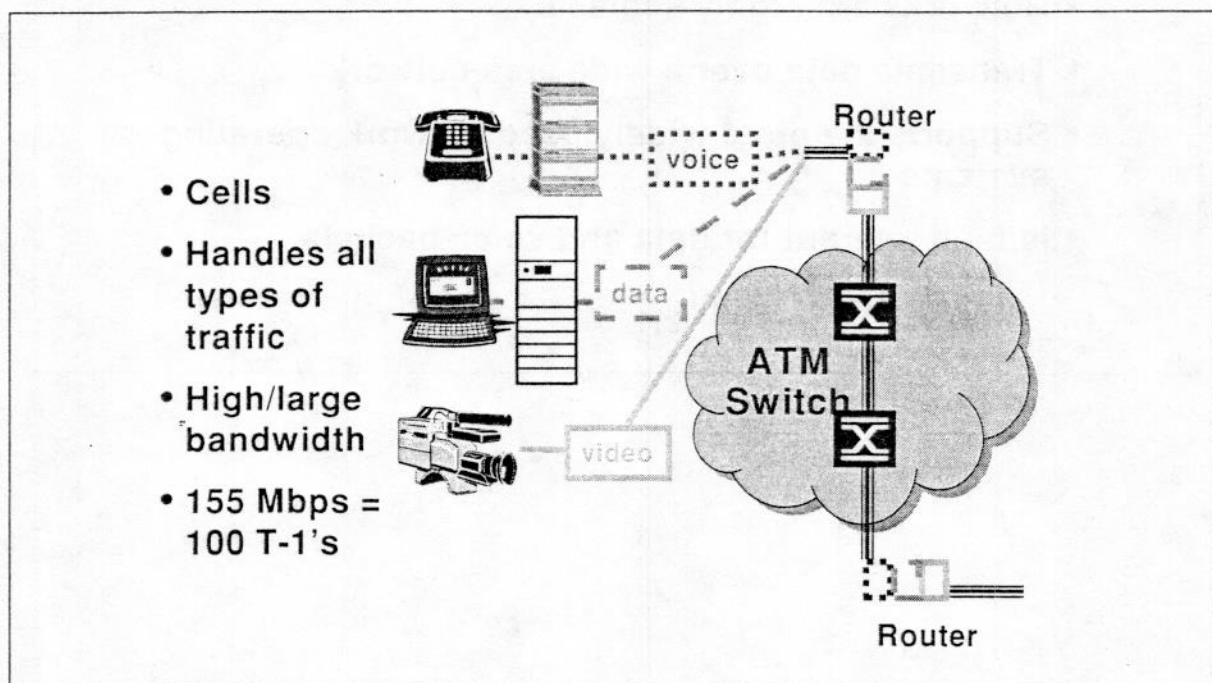 • Cells
• Handles all
types of
traffic
• High/large
bandwidth
• 155 Mbps =
100 T-1's
voice
data
video
Router
ATM
Switch
Router